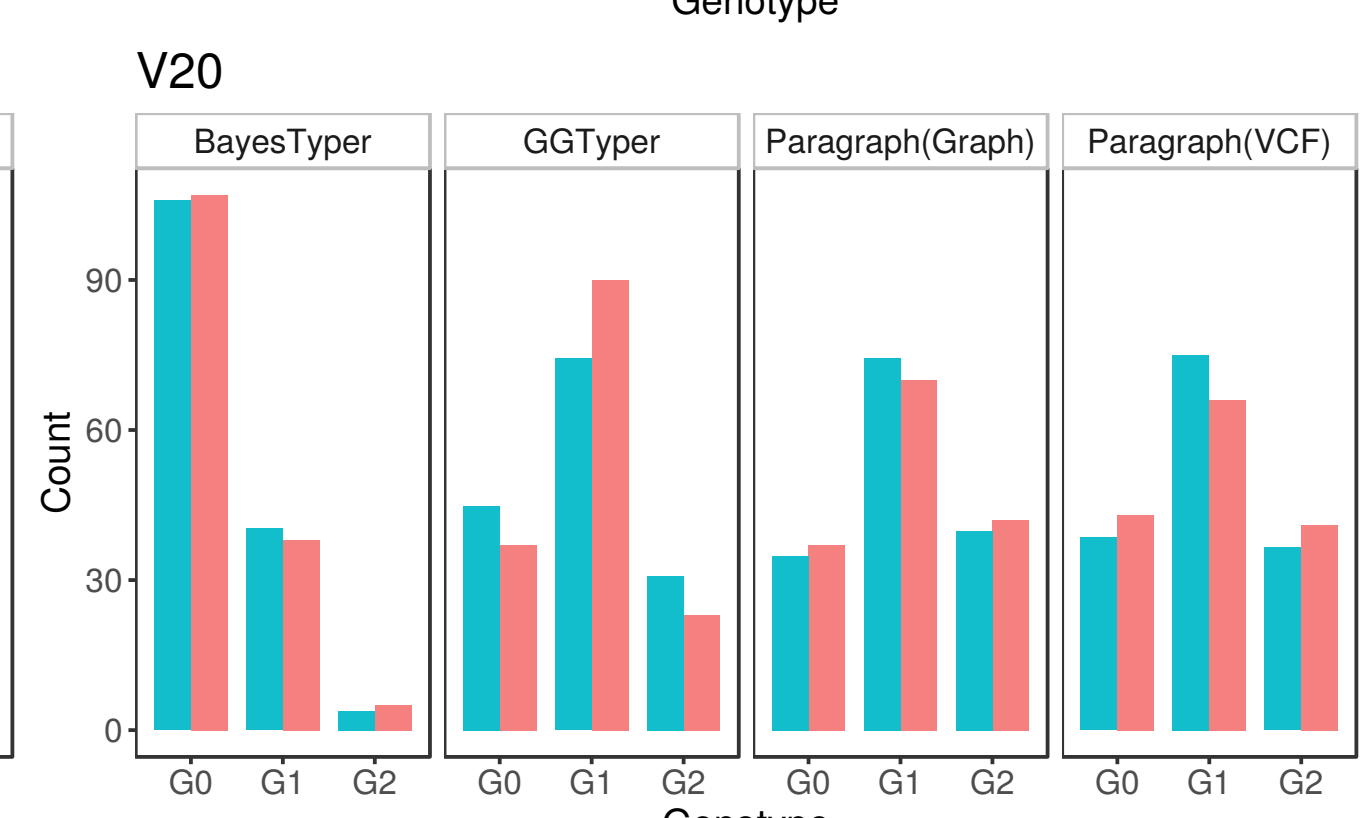 Genotype
V20
BayesTyper GGTyper Paragraph(Graph) Paragraph(VCF)
Count
90
60
30
0
G0 G1 G2 G0 G1 G2 G0 G1 G2 G0 G1 G2
Genotype